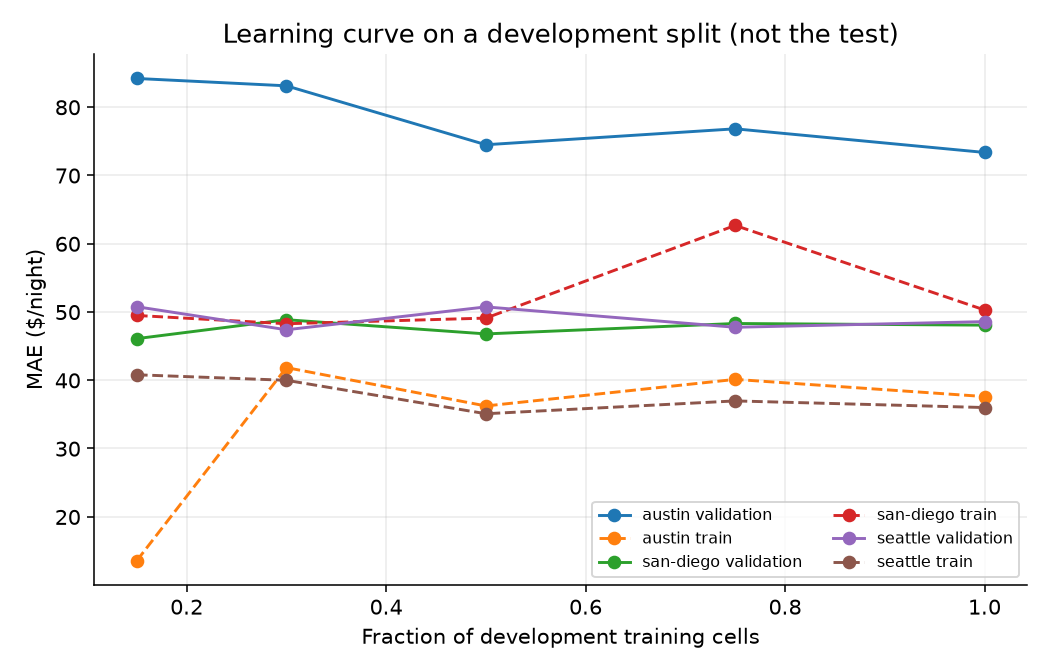 Learning curve on a development split (not the test)
MAE ($/night)
80
70
60
50
40
30
20
0.2
0.4
0.6
0.8
1.0
Fraction of development training cells
austin validation
austin train
san-diego validation
san-diego train
seattle validation
seattle train